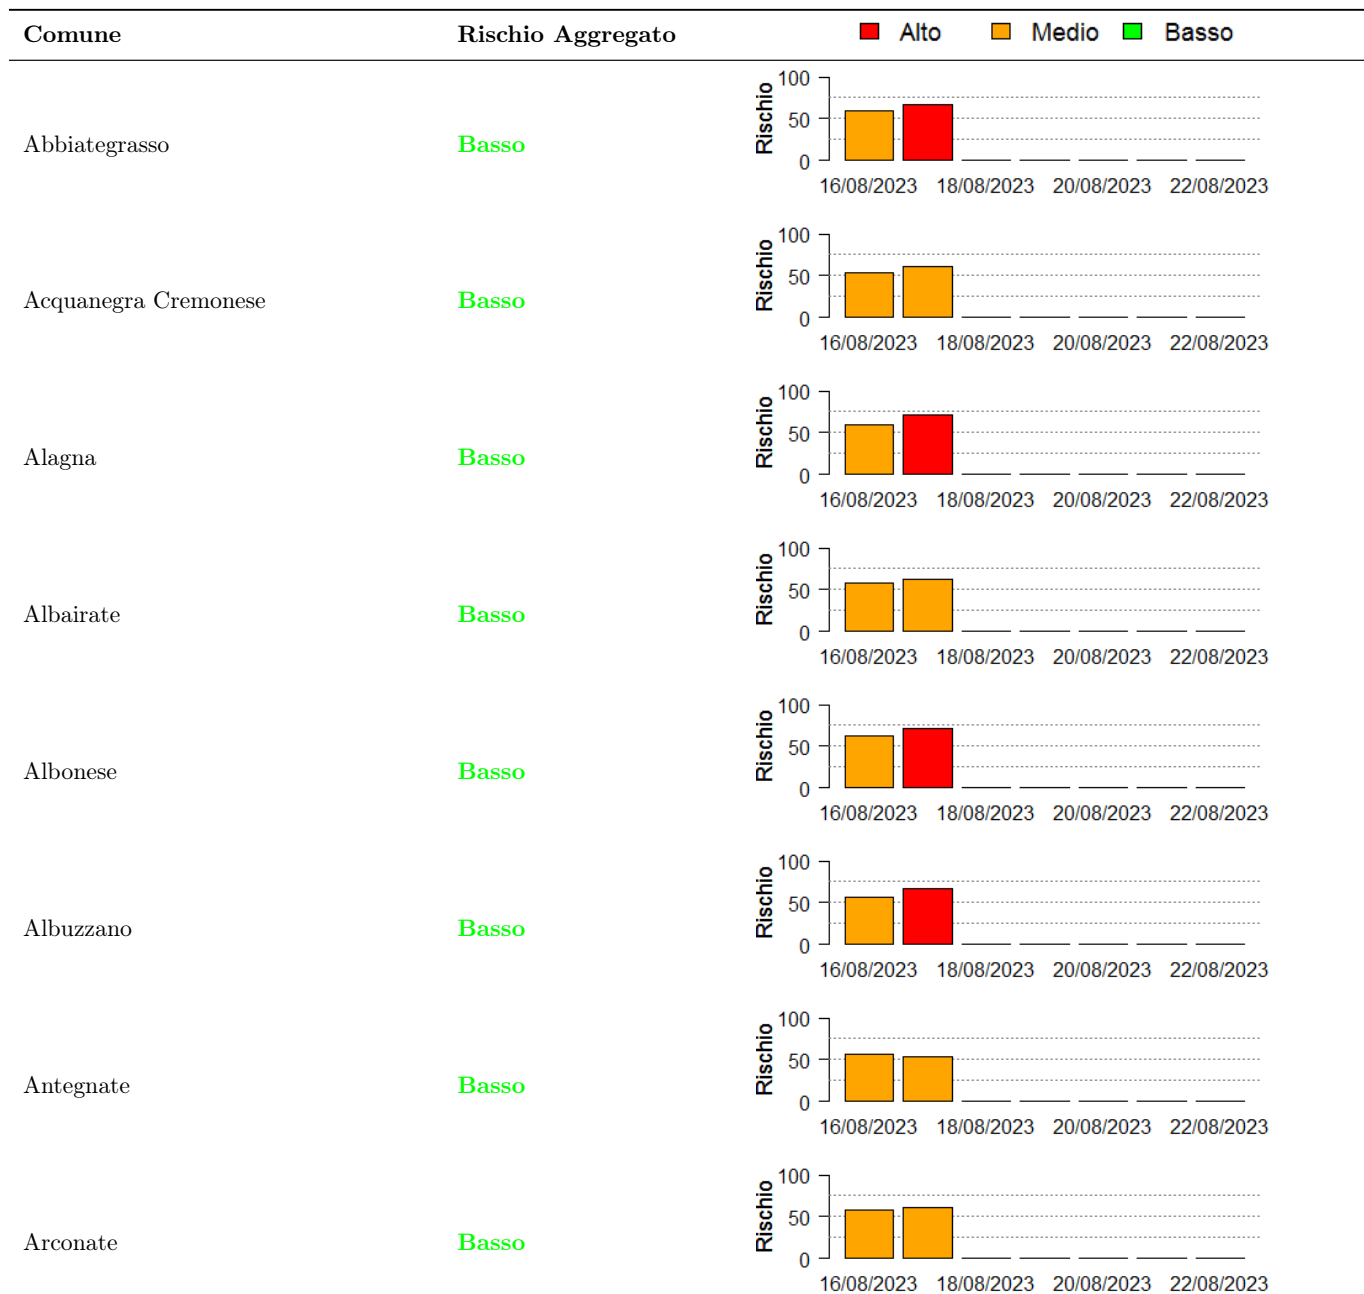 Comune Rischio Aggregato Alto Medio Basso
100
50
0
Rischio
Abbiategrasso Basso
16/08/2023 18/08/2023 20/08/2023 22/08/2023
100
50
0
Rischio
Acquanegra Cremonese Basso
16/08/2023 18/08/2023 20/08/2023 22/08/2023
100
50
0
Rischio
Alagna Basso
16/08/2023 18/08/2023 20/08/2023 22/08/2023
100
50
0
Rischio
Albairate Basso
16/08/2023 18/08/2023 20/08/2023 22/08/2023
100
50
0
Rischio
Albonese Basso
16/08/2023 18/08/2023 20/08/2023 22/08/2023
100
50
0
Rischio
Albuzzano Basso
16/08/2023 18/08/2023 20/08/2023 22/08/2023
100
50
0
Rischio
Antegnate Basso
16/08/2023 18/08/2023 20/08/2023 22/08/2023
100
50
0
Rischio
Arconate Basso
16/08/2023 18/08/2023 20/08/2023 22/08/2023